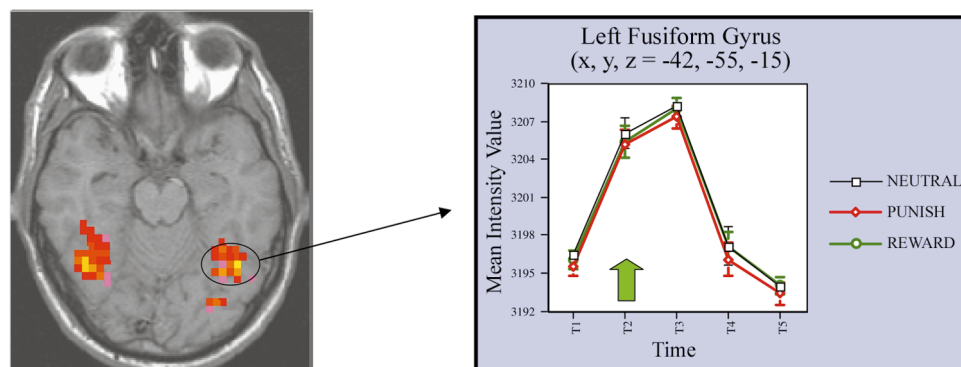 Left Fusiform Gyrus
(x, y, z = -42, -55, -15)
Mean Intensity Value
3210
3207
3204
3201
3198
3195
3192
T1
T2
T3
T4
T5
Time
NEUTRAL
PUNISH
REWARD